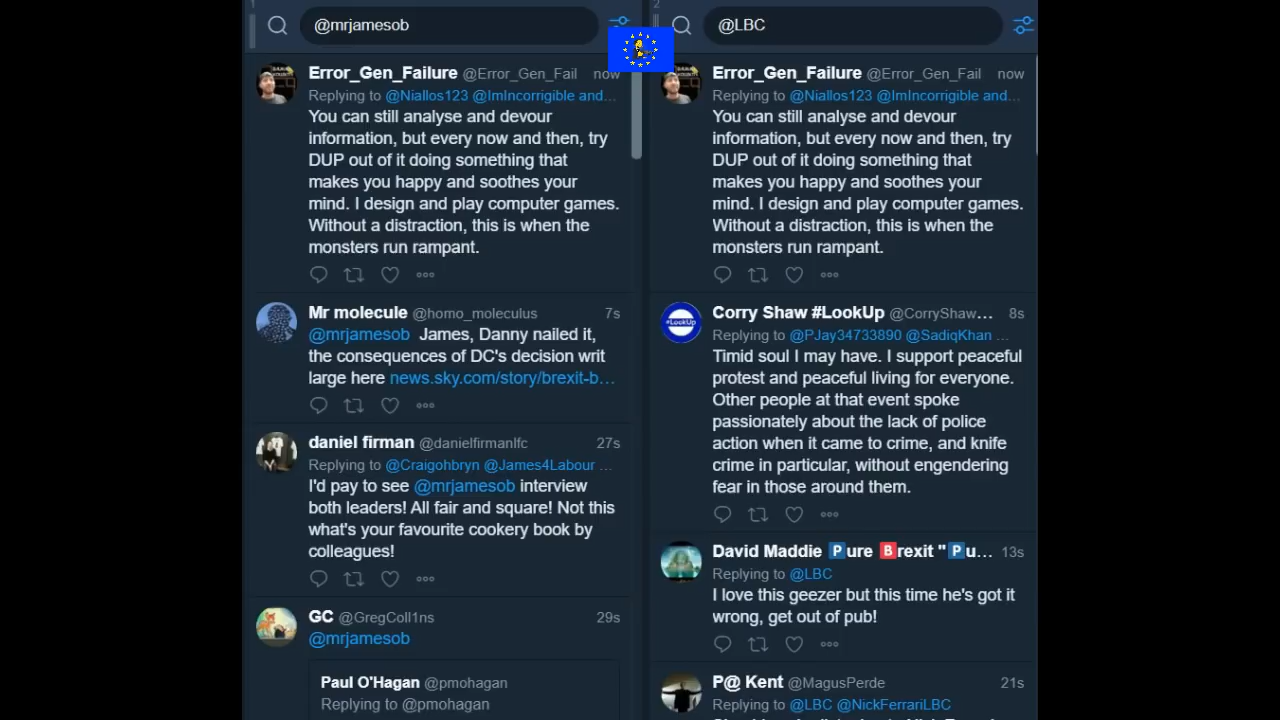 1
@mrjamesob
Error_Gen_Failure @Error_Gen_Fail now
Replying to @Niallos123 @ImIncorrigible and...
You can still analyse and devour
information, but every now and then, try
DUP out of it doing something that
makes you happy and soothes your
mind. I design and play computer games.
Without a distraction, this is when the
monsters run rampant.
Mr molecule @homo_moleculus 7s
@mrjamesob James, Danny nailed it,
the consequences of DC's decision writ
large here news.sky.com/story/brexit-b...
daniel firman @danielfirmanlfc 27s
Replying to @Craigohbryn @James4Labour ...
I'd pay to see @mrjamesob interview
both leaders! All fair and square! Not this
what's your favourite cookery book by
colleagues!
GC @GregColl1ns 29s
@mrjamesob
Paul O'Hagan @pmohagan
Replying to @pmohagan
2
@LBC
Error_Gen_Failure @Error_Gen_Fail now
Replying to @Niallos123 @ImIncorrigible and...
You can still analyse and devour
information, but every now and then, try
DUP out of it doing something that
makes you happy and soothes your
mind. I design and play computer games.
Without a distraction, this is when the
monsters run rampant.
#LookUp
Corry Shaw #LookUp @CorryShaw... 8s
Replying to @PJay34733890 @SadiqKhan ...
Timid soul I may have. I support peaceful
protest and peaceful living for everyone.
Other people at that event spoke
passionately about the lack of police
action when it came to crime, and knife
crime in particular, without engendering
fear in those around them.
David Maddie 🅿ure 🅱rexit "🅿u... 13s
Replying to @LBC
I love this geezer but this time he's got it
wrong, get out of pub!
P@ Kent @MagusPerde 21s
Replying to @LBC @NickFerrariLBC